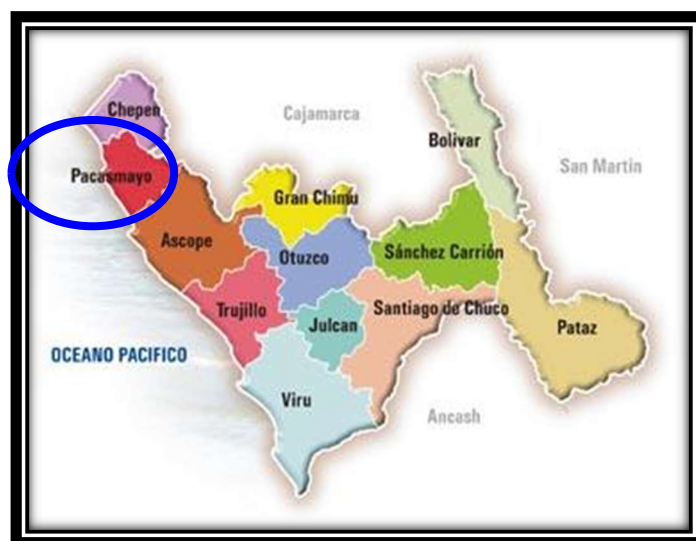 Chepen
Cajamarca
Bolivar
San Martín
Pacasmayo
Gran Chimu
Ascope
Otuzco
Sánchez Carrión
Trujillo
Julcan
Santiago de Chuco
Pataz
OCEANO PACIFICO
Viru
Ancash